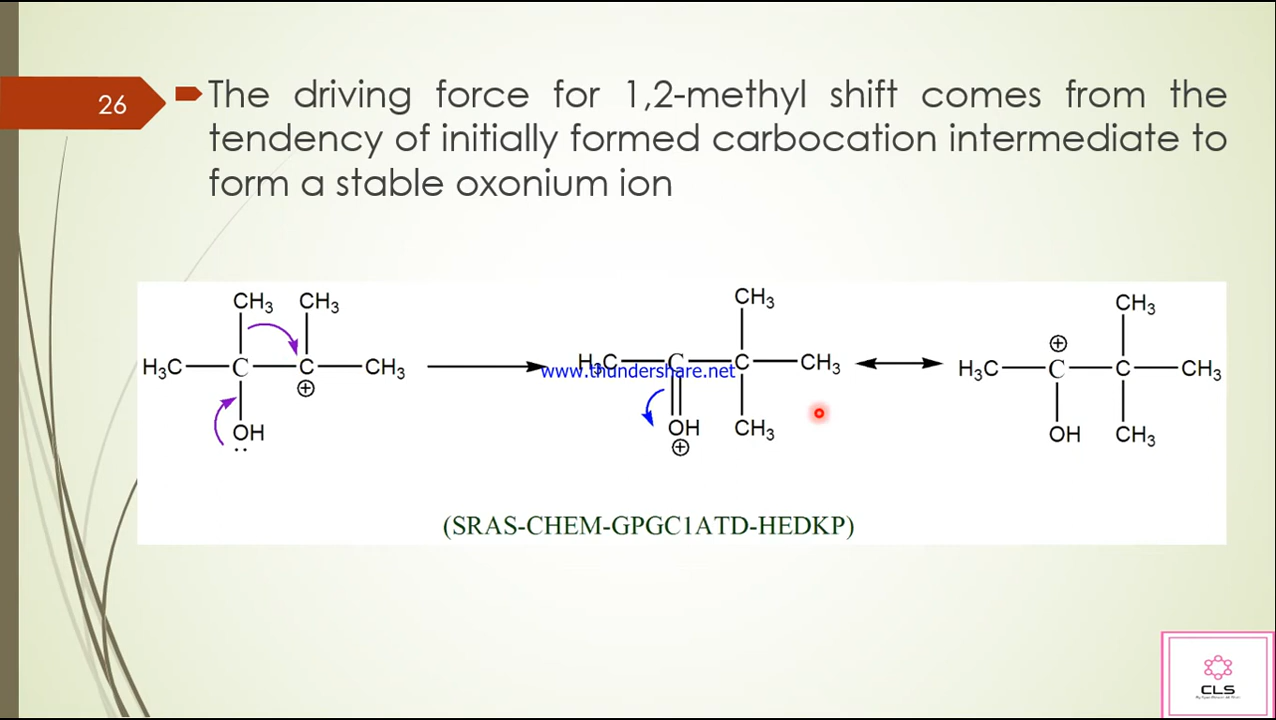 26
The driving force for 1,2-methyl shift comes from the
tendency of initially formed carbocation intermediate to
form a stable oxonium ion
CH3 CH3 CH3 CH3
H3C C C CH3 H3C C C CH3 H3C C C CH3
www.thundershare.net
OH OH CH3 OH CH3
(SRAS-CHEM-GPGC1ATD-HEDKP)
CLS